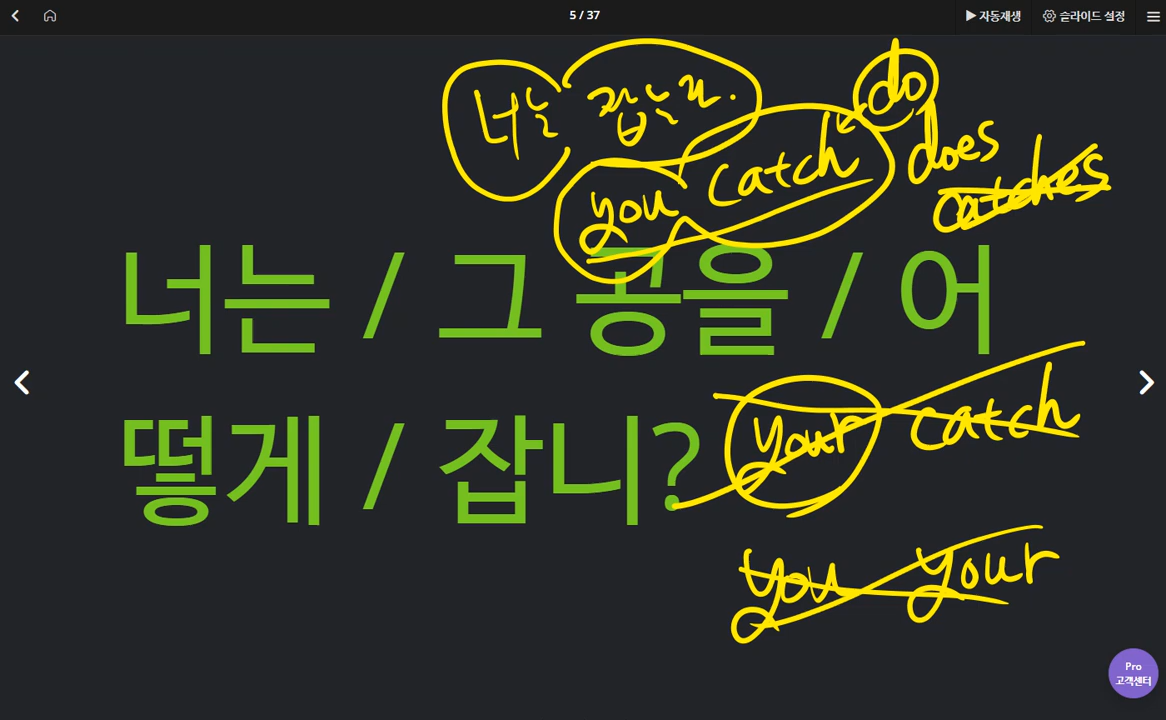 5 / 37
자동재생
슬라이드 설정
너는 잡는다.
do
you catch
does
catches
너는 / 그 공을 / 어
떻게 / 잡니?
your catch
you your
Pro
고객센터